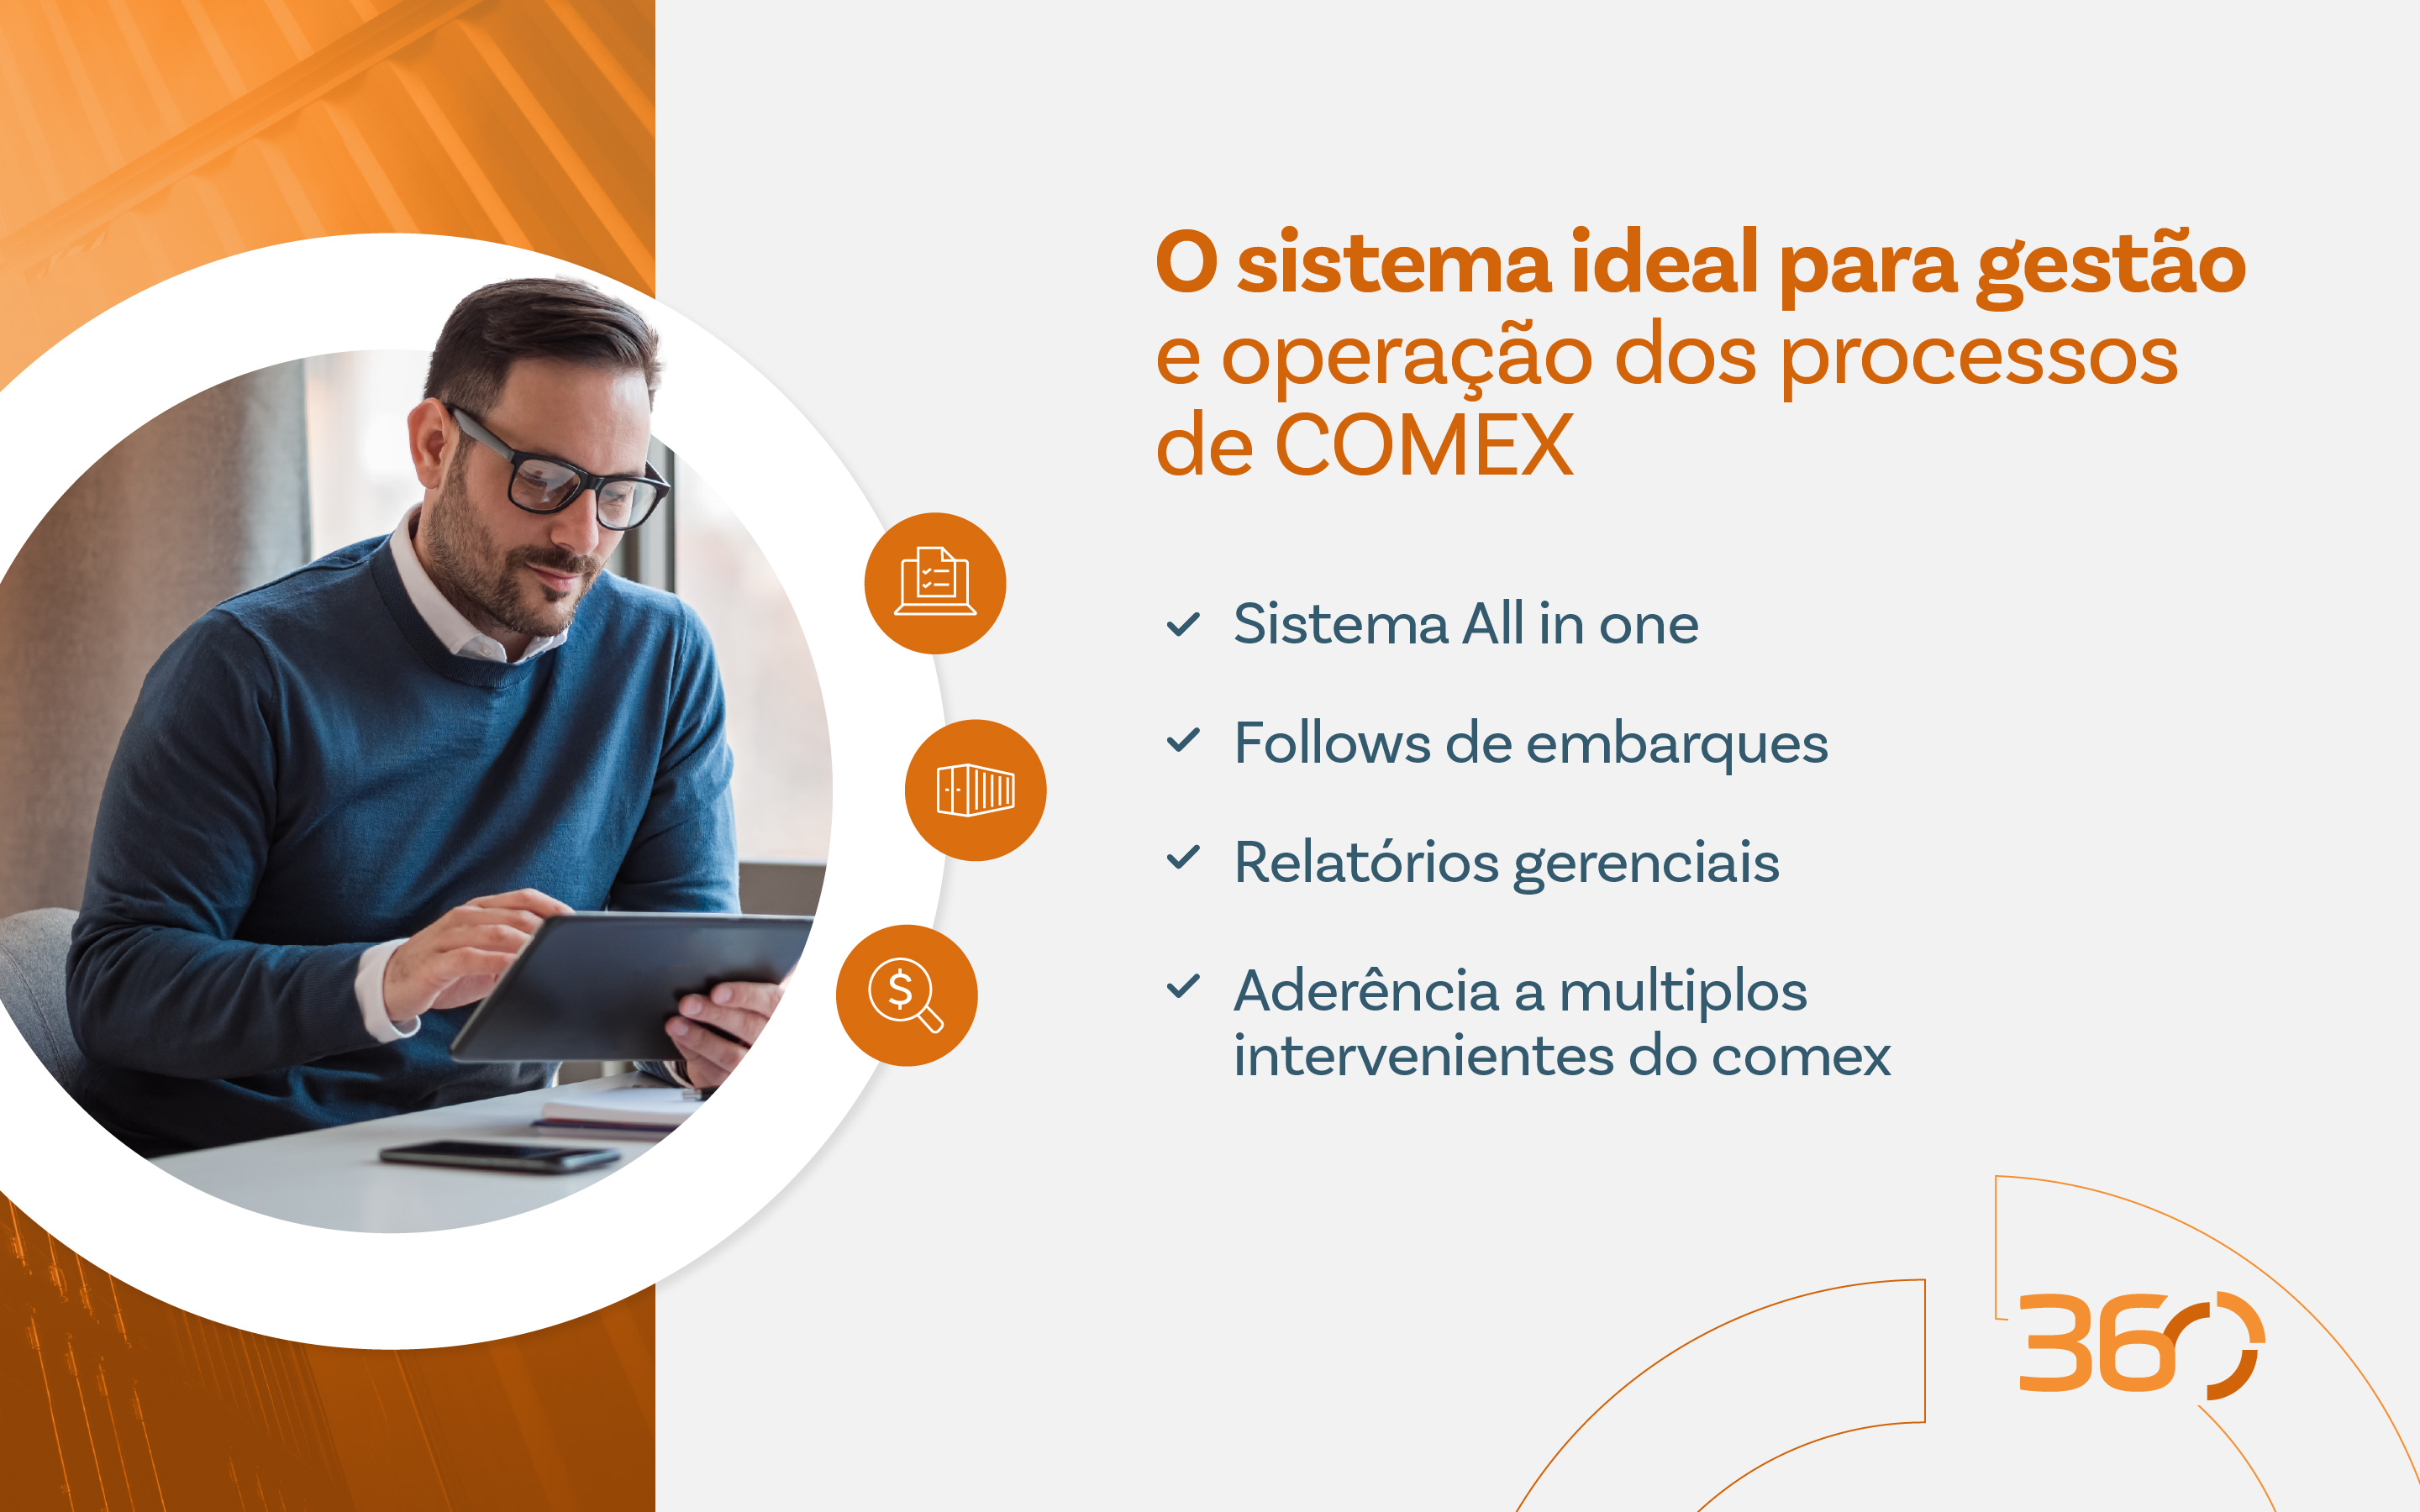 O sistema ideal para gestão
e operação dos processos
de COMEX
Sistema All in one
Follows de embarques
Relatórios gerenciais
Aderência a multiplos
intervenientes do comex
$
360